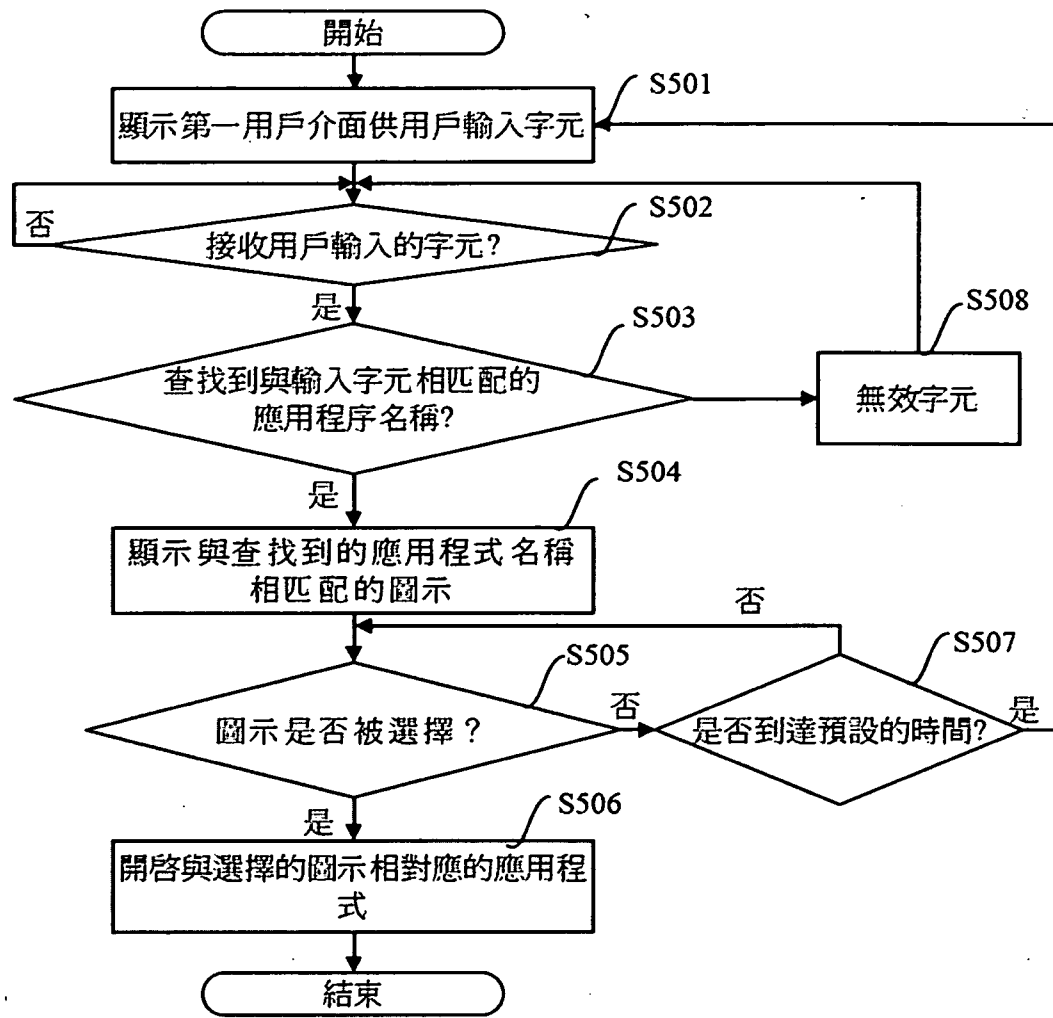 開始
S501
顯示第一用戶介面供用戶輸入字元
S502
否
接收用戶輸入的字元?
是
S503
S508
查找到與輸入字元相匹配的
應用程序名稱?
無效字元
是
S504
顯示與查找到的應用程式名稱
相匹配的圖示
否
S505
S507
圖示是否被選擇?
否
是否到達預設的時間?
是
是
S506
開啓與選擇的圖示相對應的應用程
式
結束